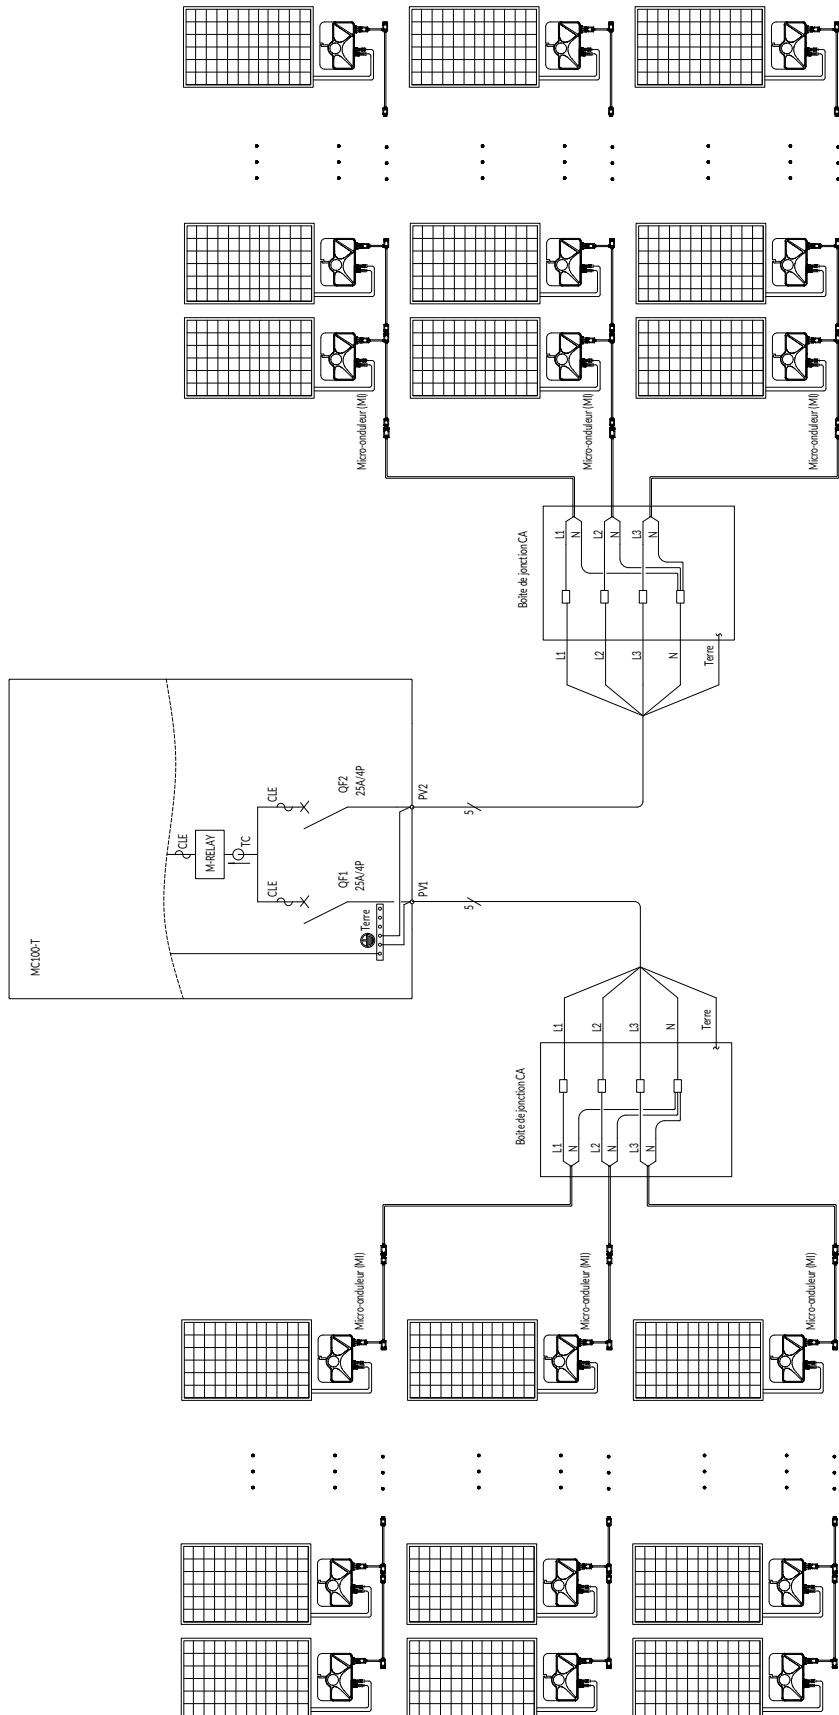 Micro-onduleur (MI)
Micro-onduleur (MI)
Micro-onduleur (MI)
Boîte de jonction CA
L1
N
L2
N
L3
N
L1
L2
L3
N
Terre
MC100-T
CLE
M-RELAY
TC
CLE
QF2
25A/4P
PV2
5
CLE
QF1
25A/4P
PV1
5
Terre
L1
L2
L3
N
Terre
Boîte de jonction CA
L1
N
L2
N
L3
N
Micro-onduleur (MI)
Micro-onduleur (MI)
Micro-onduleur (MI)